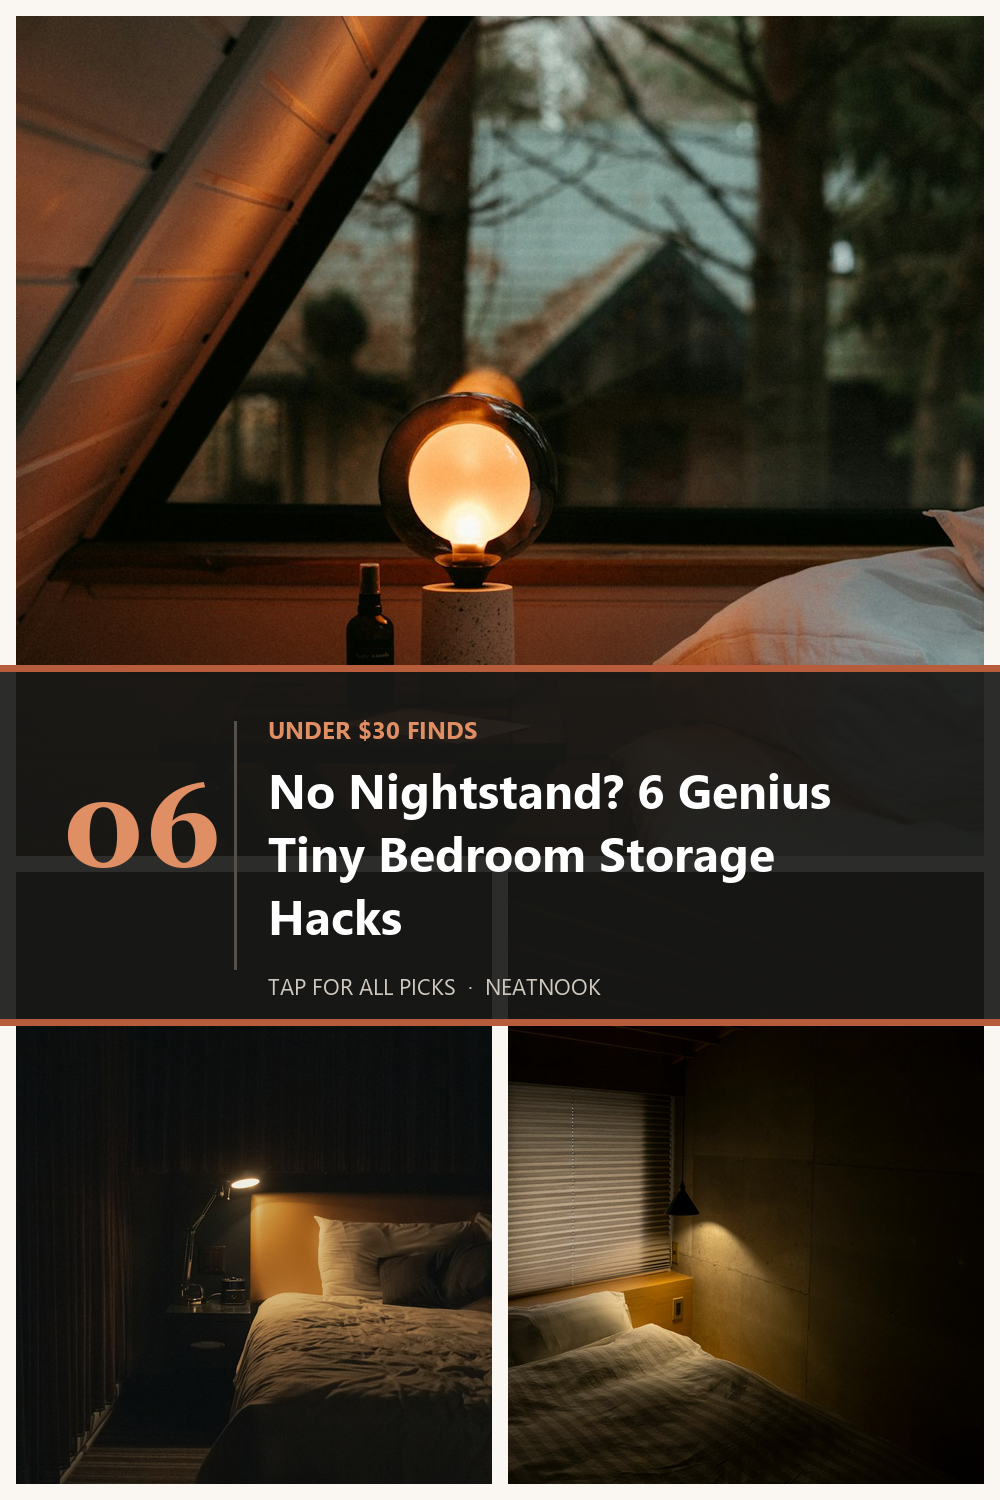 UNDER $30 FINDS
06
No Nightstand? 6 Genius
Tiny Bedroom Storage
Hacks
TAP FOR ALL PICKS · NEATNOOK